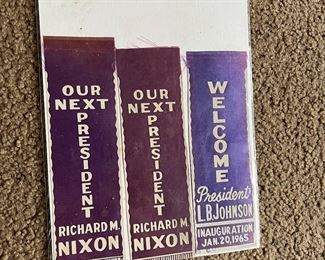 OUR
NEXT
PRESIDENT
RICHARD M.
NIXON
OUR
NEXT
PRESIDENT
RICHARD M.
NIXON
WELCOME
President
L.B.JOHNSON
INAUGURATION
JAN. 20, 1965